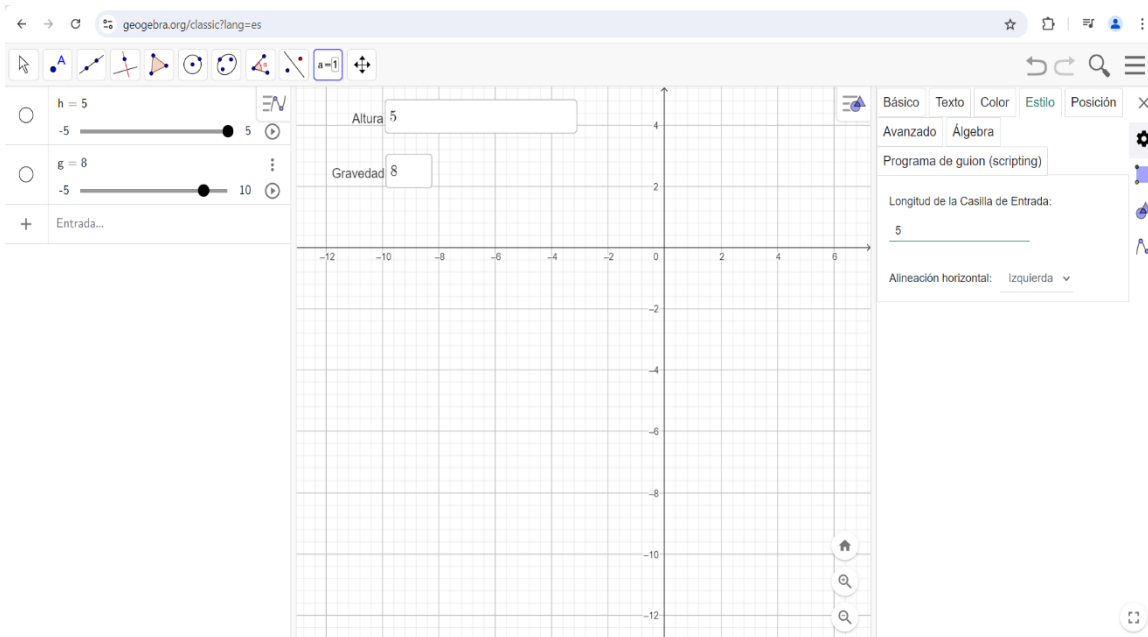 geogebra.org/classic?lang=es
A
a=1
h = 5
-5 5
g = 8
-5 10
+ Entrada...
Altura 5
Gravedad 8
4
2
−12 −10 −8 −6 −4 −2 0 2 4 6
−2
−4
−6
−8
−10
−12
Básico Texto Color Estilo Posición
Avanzado Álgebra
Programa de guion (scripting)
Longitud de la Casilla de Entrada:
5
Alineación horizontal: Izquierda